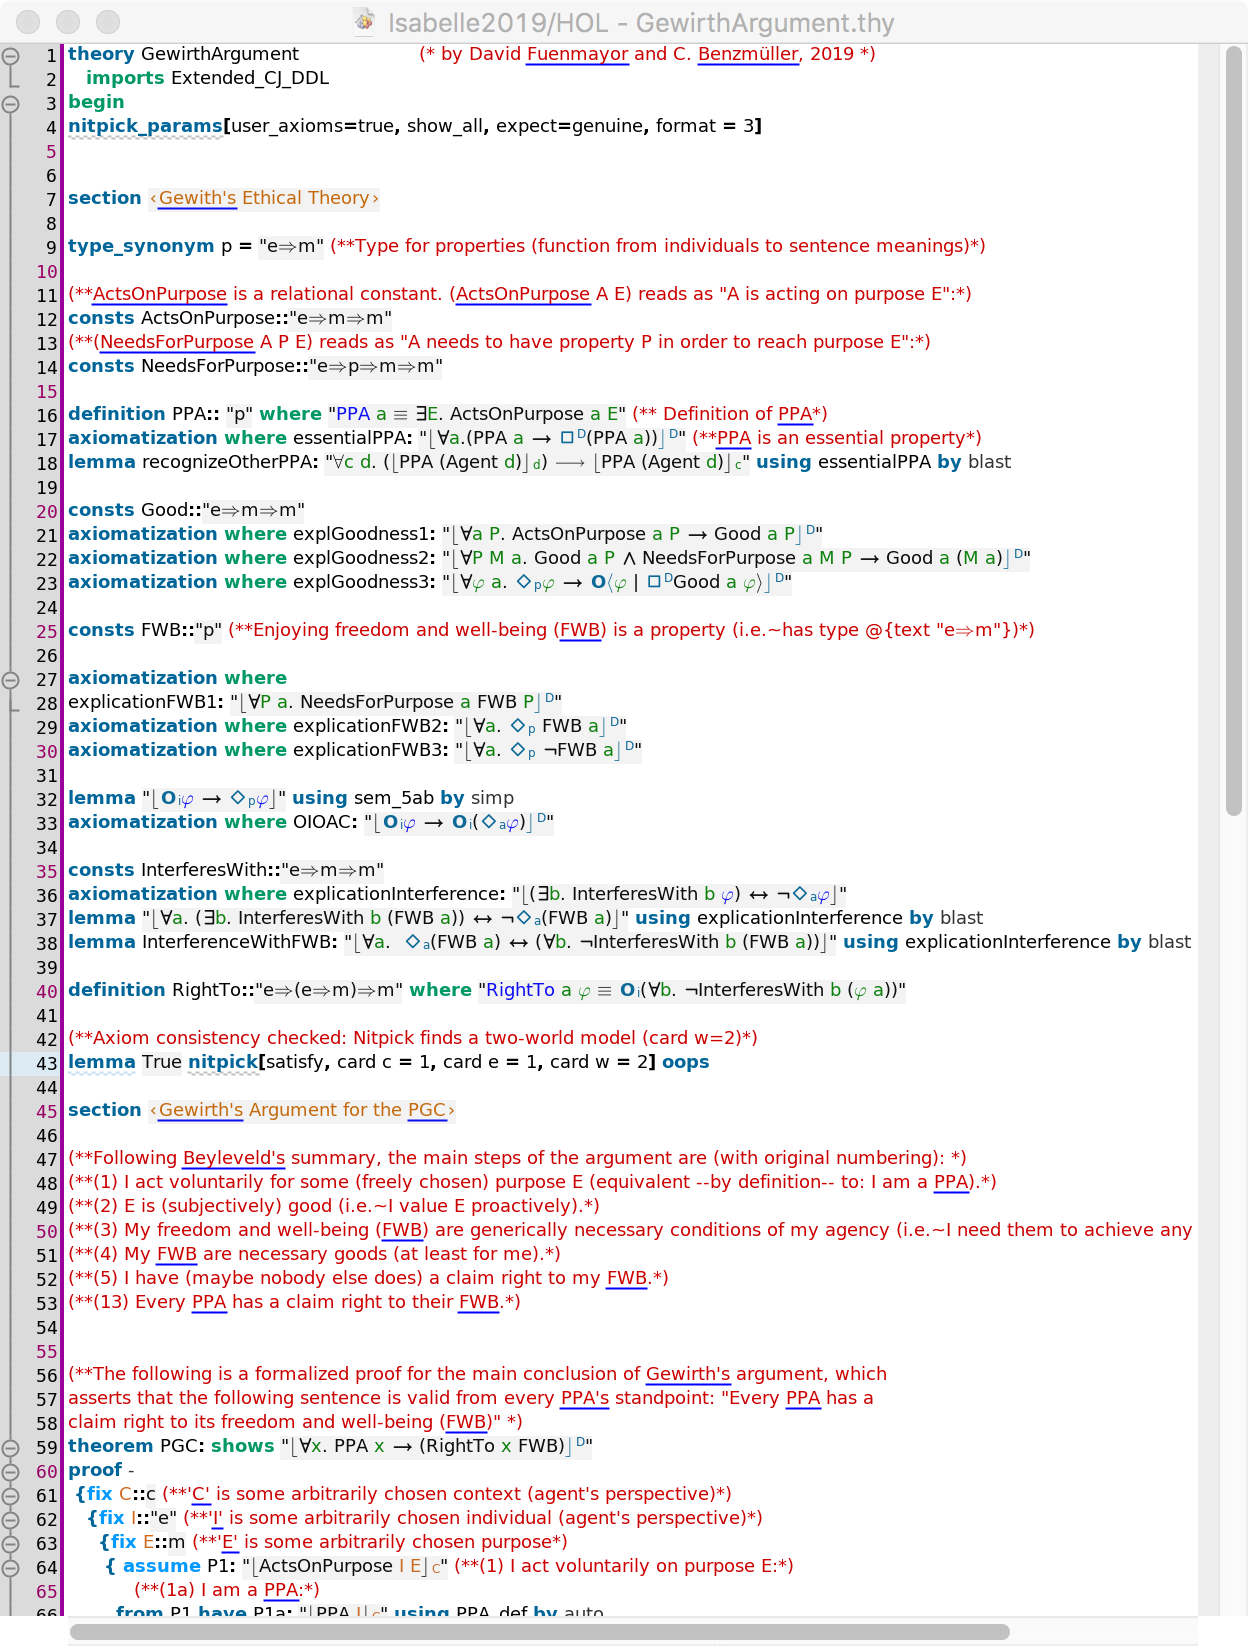 Isabelle2019/HOL - GewirthArgument.thy
1 theory GewirthArgument (* by David Fuenmayor and C. Benzmüller, 2019 *)
2 imports Extended_CJ_DDL
3 begin
4 nitpick_params[user_axioms=true, show_all, expect=genuine, format = 3]
5
6
7 section ‹Gewith's Ethical Theory›
8
9 type_synonym p = "e⇒m" (**Type for properties (function from individuals to sentence meanings)*)
10
11 (**ActsOnPurpose is a relational constant. (ActsOnPurpose A E) reads as "A is acting on purpose E":*)
12 consts ActsOnPurpose::"e⇒m⇒m"
13 (**(NeedsForPurpose A P E) reads as "A needs to have property P in order to reach purpose E":*)
14 consts NeedsForPurpose::"e⇒p⇒m⇒m"
15
16 definition PPA:: "p" where "PPA a ≡ ∃E. ActsOnPurpose a E" (** Definition of PPA*)
17 axiomatization where essentialPPA: "⌊∀a.(PPA a → □ᴰ(PPA a))⌋ᴰ" (**PPA is an essential property*)
18 lemma recognizeOtherPPA: "∀c d. (⌊PPA (Agent d)⌋_d) ⟶ ⌊PPA (Agent d)⌋_c" using essentialPPA by blast
19
20 consts Good::"e⇒m⇒m"
21 axiomatization where explGoodness1: "⌊∀a P. ActsOnPurpose a P → Good a P⌋ᴰ"
22 axiomatization where explGoodness2: "⌊∀P M a. Good a P ∧ NeedsForPurpose a M P → Good a (M a)⌋ᴰ"
23 axiomatization where explGoodness3: "⌊∀φ a. ◇ₚφ → O⟨φ | □ᴰGood a φ⟩⌋ᴰ"
24
25 consts FWB::"p" (**Enjoying freedom and well-being (FWB) is a property (i.e.~has type @{text "e⇒m"})*)
26
27 axiomatization where
28 explicationFWB1: "⌊∀P a. NeedsForPurpose a FWB P⌋ᴰ"
29 axiomatization where explicationFWB2: "⌊∀a. ◇ₚ FWB a⌋ᴰ"
30 axiomatization where explicationFWB3: "⌊∀a. ◇ₚ ¬FWB a⌋ᴰ"
31
32 lemma "⌊Oᵢφ → ◇ₚφ⌋" using sem_5ab by simp
33 axiomatization where OIOAC: "⌊Oᵢφ → Oᵢ(◇ₐφ)⌋ᴰ"
34
35 consts InterferesWith::"e⇒m⇒m"
36 axiomatization where explicationInterference: "⌊(∃b. InterferesWith b φ) ↔ ¬◇ₐφ⌋"
37 lemma "⌊∀a. (∃b. InterferesWith b (FWB a)) ↔ ¬◇ₐ(FWB a)⌋" using explicationInterference by blast
38 lemma InterferenceWithFWB: "⌊∀a. ◇ₐ(FWB a) ↔ (∀b. ¬InterferesWith b (FWB a))⌋" using explicationInterference by blast
39
40 definition RightTo::"e⇒(e⇒m)⇒m" where "RightTo a φ ≡ Oᵢ(∀b. ¬InterferesWith b (φ a))"
41
42 (**Axiom consistency checked: Nitpick finds a two-world model (card w=2)*)
43 lemma True nitpick[satisfy, card c = 1, card e = 1, card w = 2] oops
44
45 section ‹Gewirth's Argument for the PGC›
46
47 (**Following Beyleveld's summary, the main steps of the argument are (with original numbering): *)
48 (**(1) I act voluntarily for some (freely chosen) purpose E (equivalent --by definition-- to: I am a PPA).*)
49 (**(2) E is (subjectively) good (i.e.~I value E proactively).*)
50 (**(3) My freedom and well-being (FWB) are generically necessary conditions of my agency (i.e.~I need them to achieve any
51 (**(4) My FWB are necessary goods (at least for me).*)
52 (**(5) I have (maybe nobody else does) a claim right to my FWB.*)
53 (**(13) Every PPA has a claim right to their FWB.*)
54
55
56 (**The following is a formalized proof for the main conclusion of Gewirth's argument, which
57 asserts that the following sentence is valid from every PPA's standpoint: "Every PPA has a
58 claim right to its freedom and well-being (FWB)" *)
59 theorem PGC: shows "⌊∀x. PPA x → (RightTo x FWB)⌋ᴰ"
60 proof -
61 {fix C::c (**'C' is some arbitrarily chosen context (agent's perspective)*)
62 {fix I::"e" (**'I' is some arbitrarily chosen individual (agent's perspective)*)
63 {fix E::m (**'E' is some arbitrarily chosen purpose*)
64 { assume P1: "⌊ActsOnPurpose I E⌋_C" (**(1) I act voluntarily on purpose E:*)
65 (**(1a) I am a PPA:*)
66 from P1 have P1a: "⌊PPA I⌋_C" using PPA_def by auto